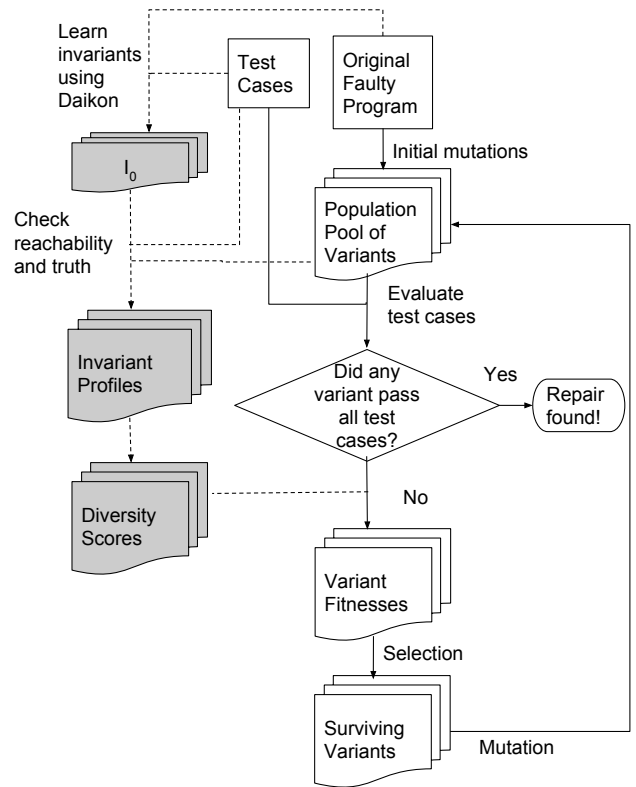 Learn
invariants
using
Daikon
Test
Cases
Original
Faulty
Program
I0
Initial mutations
Check
reachability
and truth
Population
Pool of
Variants
Evaluate
test cases
Invariant
Profiles
Did any
variant pass
all test
cases?
Yes
Repair
found!
No
Diversity
Scores
Variant
Fitnesses
Selection
Surviving
Variants
Mutation